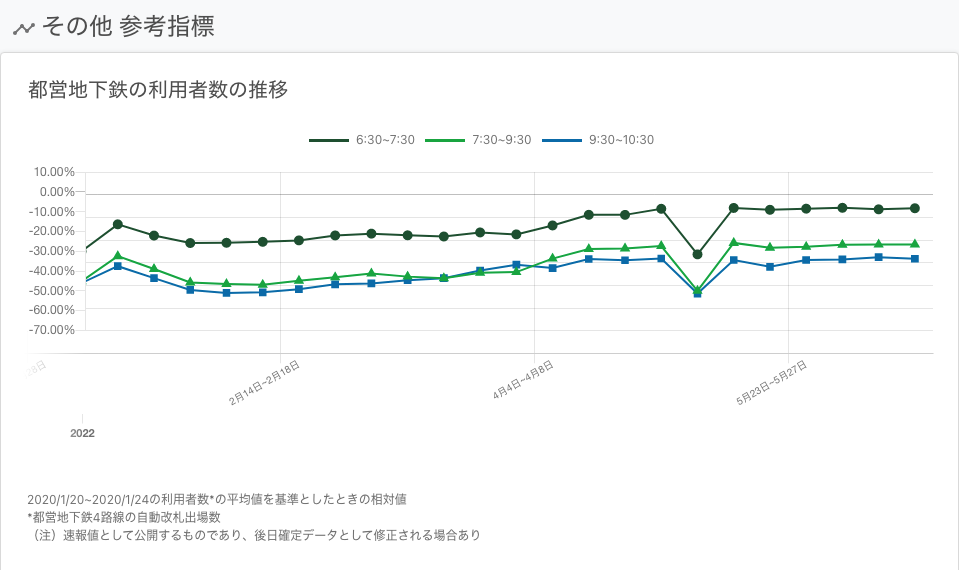 その他 参考指標
都営地下鉄の利用者数の推移
6:30~7:30 7:30~9:30 9:30~10:30
10.00%
0.00%
-10.00%
-20.00%
-30.00%
-40.00%
-50.00%
-60.00%
-70.00%
2月14日~2月18日
4月4日~4月8日
5月23日~5月27日
2022
2020/1/20~2020/1/24の利用者数*の平均値を基準としたときの相対値
*都営地下鉄4路線の自動改札出場数
（注）速報値として公開するものであり、後日確定データとして修正される場合あり